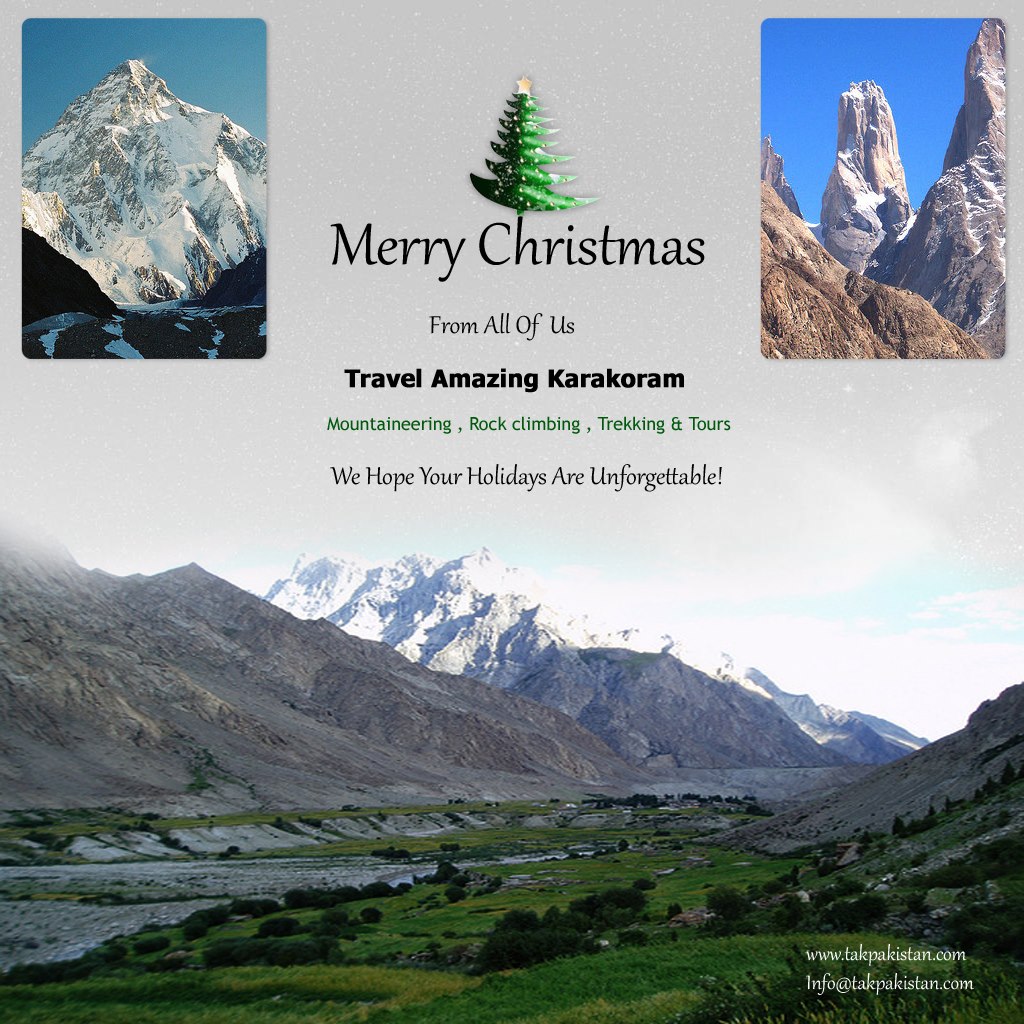 Merry Christmas
From All Of Us
Travel Amazing Karakoram
Mountaineering , Rock climbing , Trekking & Tours
We Hope Your Holidays Are Unforgettable!
www.takpakistan.com
Info@takpakistan.com